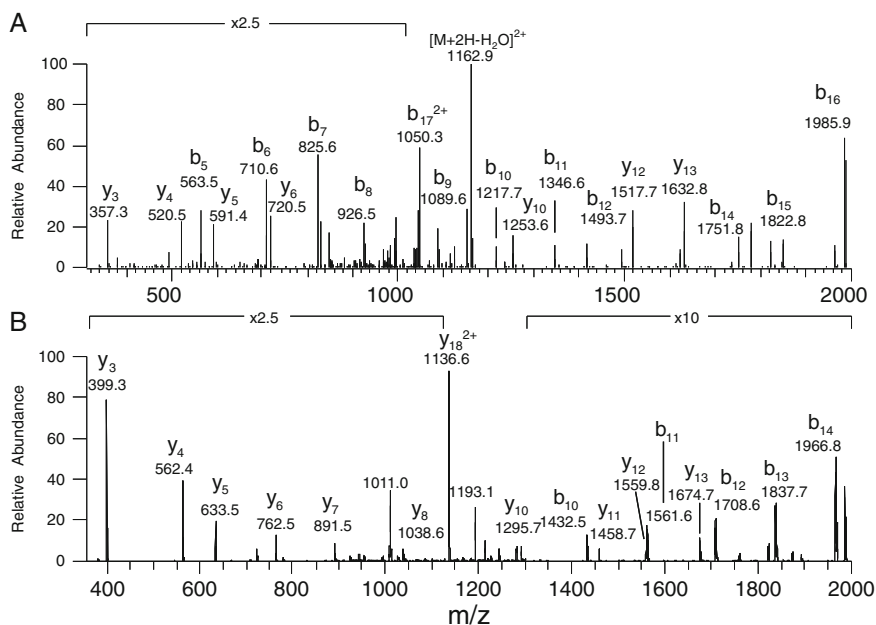 A
x2.5
[M+2H-H2O]2+
1162.9
Relative Abundance
100
80
60
40
20
0
y3
357.3
y4
520.5
b5
563.5
y5
591.4
b6
710.6
y6
720.5
b7
825.6
b8
926.5
b17 2+
1050.3
b9
1089.6
b10
1217.7
y10
1253.6
b11
1346.6
b12
1493.7
y12
1517.7
y13
1632.8
b14
1751.8
b15
1822.8
b16
1985.9
500 1000 1500 2000
B
x2.5
x10
Relative Abundance
100
80
60
40
20
0
y3
399.3
y4
562.4
y5
633.5
y6
762.5
y7
891.5
1011.0
y8
1038.6
y18 2+
1136.6
1193.1
y10
1295.7
b10
1432.5
y11
1458.7
y12
1559.8
b11
1561.6
y13
1674.7
b12
1708.6
b13
1837.7
b14
1966.8
400 600 800 1000 1200 1400 1600 1800 2000
m/z